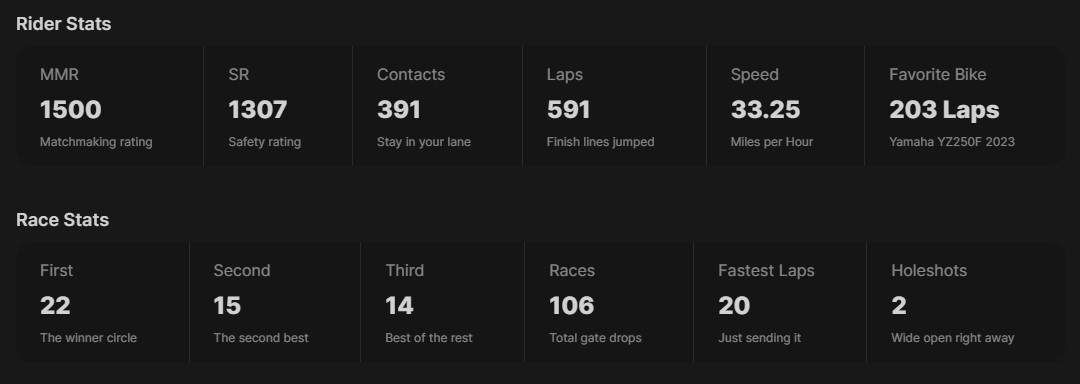 Rider Stats
MMR
1500
Matchmaking rating
SR
1307
Safety rating
Contacts
391
Stay in your lane
Laps
591
Finish lines jumped
Speed
33.25
Miles per Hour
Favorite Bike
203 Laps
Yamaha YZ250F 2023
Race Stats
First
22
The winner circle
Second
15
The second best
Third
14
Best of the rest
Races
106
Total gate drops
Fastest Laps
20
Just sending it
Holeshots
2
Wide open right away